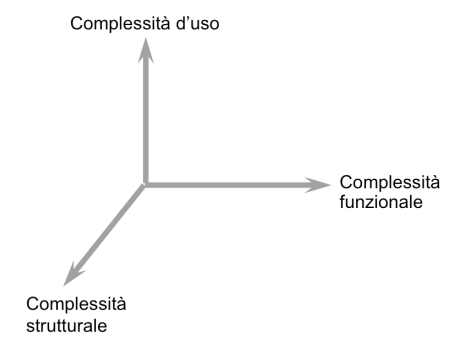 Complessità d'uso
Complessità
funzionale
Complessità
strutturale